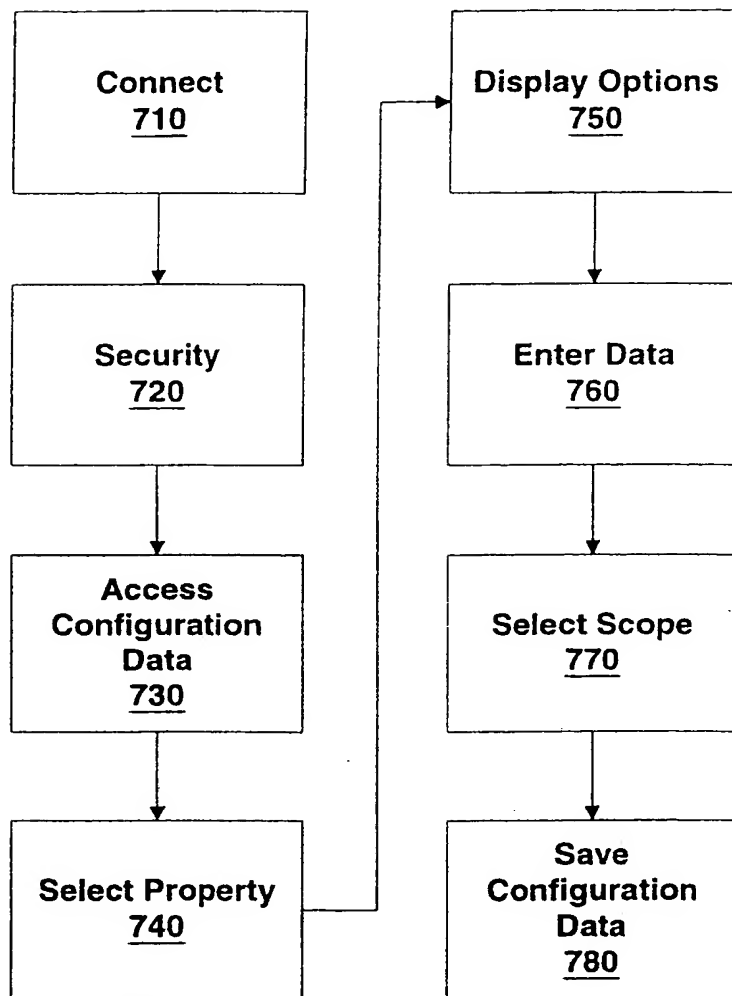 Connect
710
Security
720
Access
Configuration
Data
730
Select Property
740
Display Options
750
Enter Data
760
Select Scope
770
Save
Configuration
Data
780